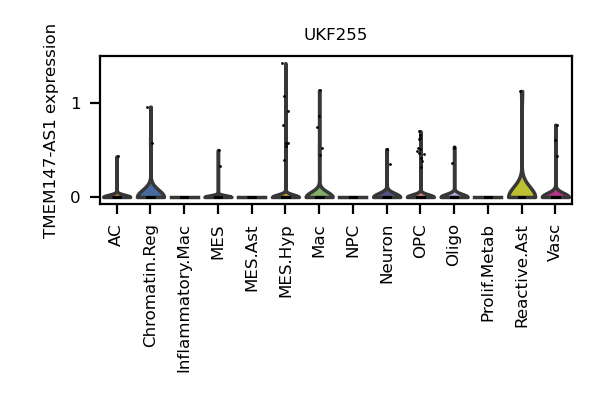 UKF255
TMEM147-AS1 expression
1
0
AC
Chromatin.Reg
Inflammatory.Mac
MES
MES.Ast
MES.Hyp
Mac
NPC
Neuron
OPC
Oligo
Prolif.Metab
Reactive.Ast
Vasc